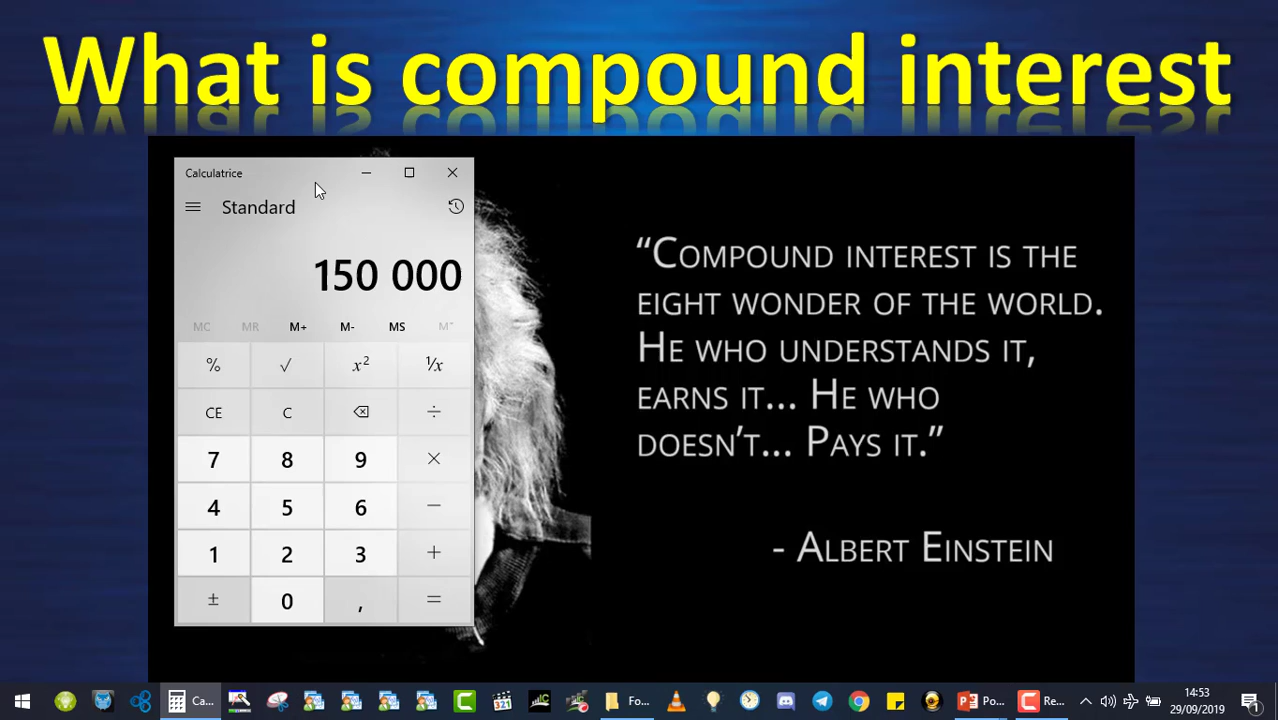 What is compound interest
Calculatrice
Standard
150 000
MC MR M+ M- MS M˅
% √ x² ¹/x
CE C ÷
7 8 9 ×
4 5 6 −
1 2 3 +
± 0 , =
“Compound interest is the
eight wonder of the world.
He who understands it,
earns it... He who
doesn’t... Pays it.”
- Albert Einstein
Ca... 321 Fo... Po... Re... 14:53
29/09/2019 1